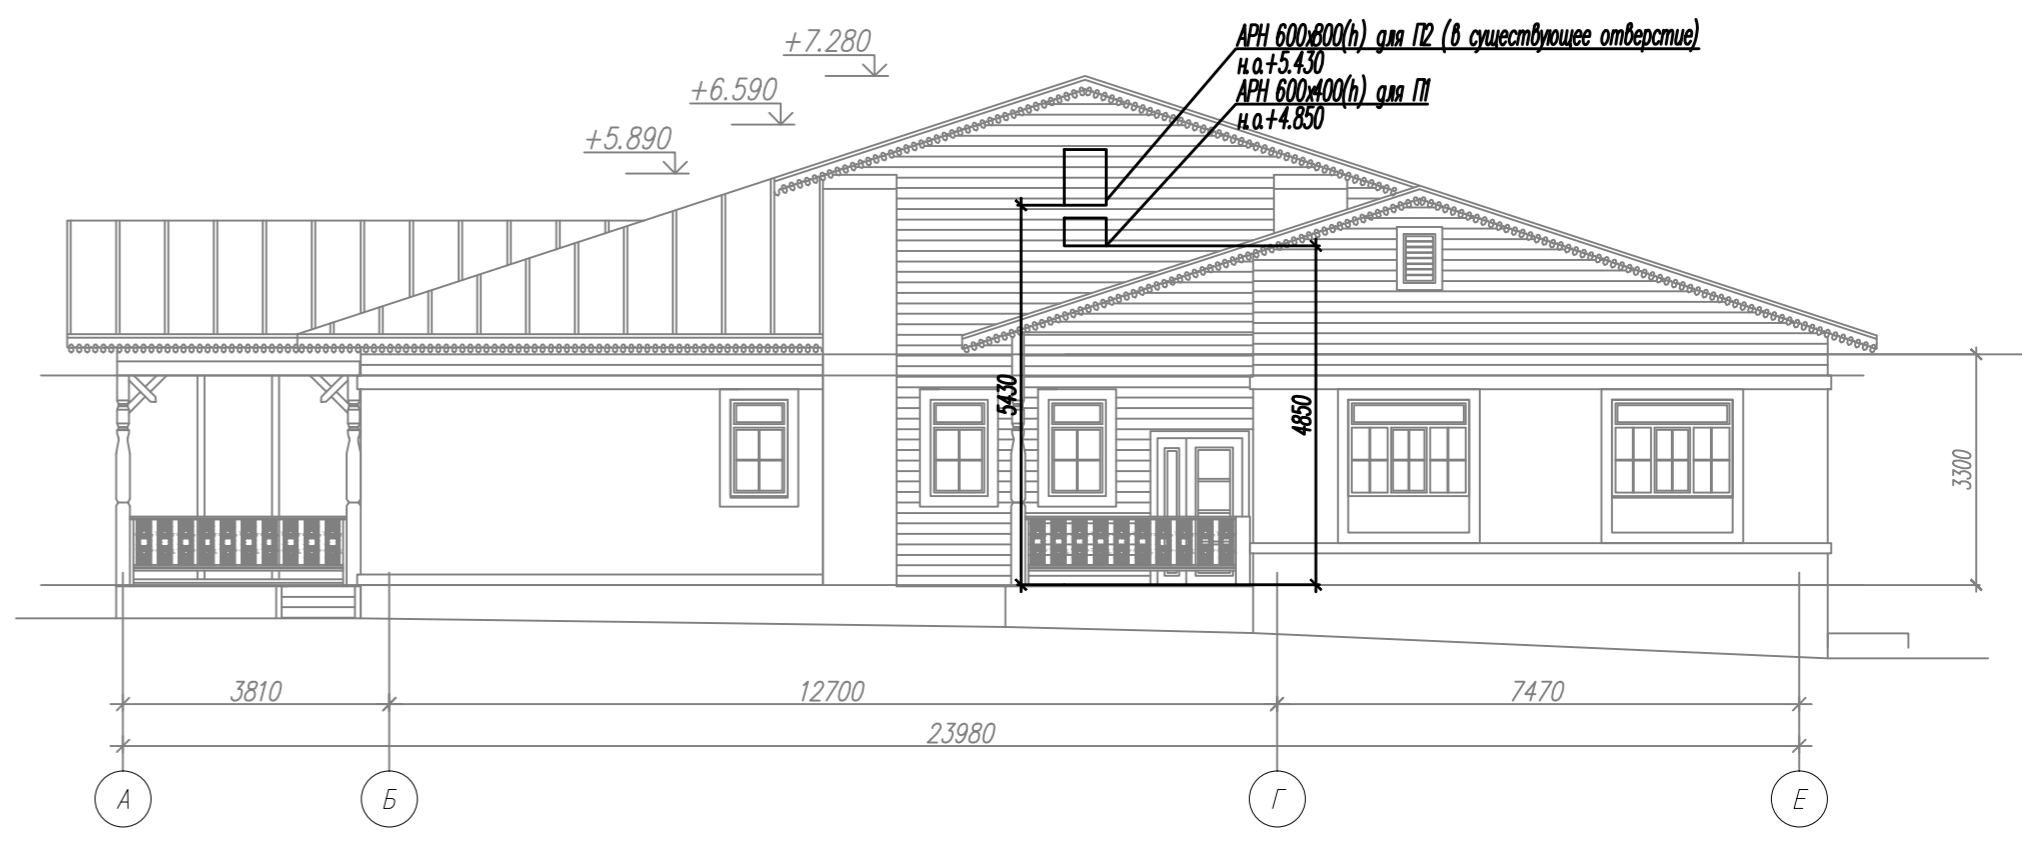 АРН 600х800(h) для П2 (в существующее отверстие)
н.о.+5.430
АРН 600х400(h) для П1
н.о.+4.850
+7.280
+6.590
+5.890
5430
4850
3300
3810
12700
7470
23980
А
Б
Г
Е